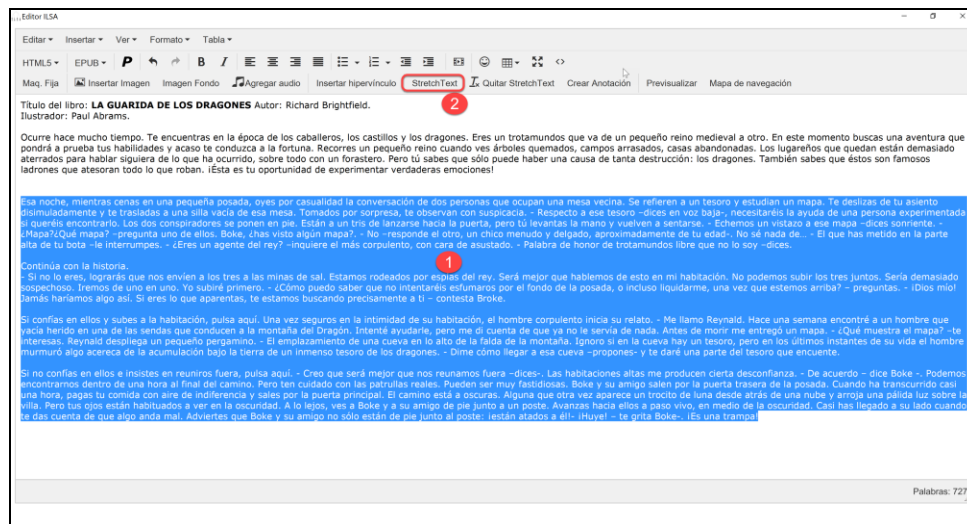 Editor ILSA
Editar Insertar Ver Formato Tabla
HTML5 EPUB P B I
Maq. Fija Insertar Imagen Imagen Fondo Agregar audio Insertar hipervínculo StretchText Quitar StretchText Crear Anotación Previsualizar Mapa de navegación
2
Título del libro: LA GUARIDA DE LOS DRAGONES Autor: Richard Brightfield.
Ilustrador: Paul Abrams.
Ocurre hace mucho tiempo. Te encuentras en la época de los caballeros, los castillos y los dragones. Eres un trotamundos que va de un pequeño reino medieval a otro. En este momento buscas una aventura que
pondrá a prueba tus habilidades y acaso te conduzca a la fortuna. Recorres un pequeño reino cuando ves árboles quemados, campos arrasados, casas abandonadas. Los lugareños que quedan están demasiado
aterrados para hablar siguiera de lo que ha ocurrido, sobre todo con un forastero. Pero tú sabes que sólo puede haber una causa de tanta destrucción: los dragones. También sabes que éstos son famosos
ladrones que atesoran todo lo que roban. ¡Ésta es tu oportunidad de experimentar verdaderas emociones!
Esa noche, mientras cenas en una pequeña posada, oyes por casualidad la conversación de dos personas que ocupan una mesa vecina. Se refieren a un tesoro y estudian un mapa. Te deslizas de tu asiento
disimuladamente y te trasladas a una silla vacía de esa mesa. Tomados por sorpresa, te observan con suspicacia. - Respecto a ese tesoro –dices en voz baja-, necesitaréis la ayuda de una persona experimentada
si queréis encontrarlo. Los dos conspiradores se ponen en pie. Están a un tris de lanzarse hacia la puerta, pero tú levantas la mano y vuelven a sentarse. - Echemos un vistazo a ese mapa –dices sonriente. -
¿Mapa?¿Qué mapa? –pregunta uno de ellos. Boke, ¿has visto algún mapa?. - No –responde el otro, un chico menudo y delgado, aproximadamente de tu edad-. No sé nada de... - El que has metido en la parte
alta de tu bota –le interrumpes. - ¿Eres un agente del rey? –inquiere el más corpulento, con cara de asustado. - Palabra de honor de trotamundos libre que no lo soy –dices.
Continúa con la historia.
1
- Si no lo eres, lograrás que nos envíen a los tres a las minas de sal. Estamos rodeados por espías del rey. Será mejor que hablemos de esto en mi habitación. No podemos subir los tres juntos. Sería demasiado
sospechoso. Iremos de uno en uno. Yo subiré primero. - ¿Cómo puedo saber que no intentaréis esfumaros por el fondo de la posada, o incluso liquidarme, una vez que estemos arriba? – preguntas. - ¡Dios mío!
Jamás haríamos algo así. Si eres lo que aparentas, te estamos buscando precisamente a ti – contesta Broke.
Si confías en ellos y subes a la habitación, pulsa aquí. Una vez seguros en la intimidad de su habitación, el hombre corpulento inicia su relato. - Me llamo Reynald. Hace una semana encontré a un hombre que
yacía herido en una de las sendas que conducen a la montaña del Dragón. Intenté ayudarle, pero me di cuenta de que ya no le servía de nada. Antes de morir me entregó un mapa. - ¿Qué muestra el mapa? –te
interesas. Reynald despliega un pequeño pergamino. - El emplazamiento de una cueva en lo alto de la falda de la montaña. Ignoro si en la cueva hay un tesoro, pero en los últimos instantes de su vida el hombre
murmuró algo acereca de la acumulación bajo la tierra de un inmenso tesoro de los dragones. - Dime cómo llegar a esa cueva –propones- y te daré una parte del tesoro que encuente.
Si no confías en ellos e insistes en reuniros fuera, pulsa aquí. - Creo que será mejor que nos reunamos fuera –dices-. Las habitaciones altas me producen cierta desconfianza. - De acuerdo – dice Boke -. Podemos
encontrarnos dentro de una hora al final del camino. Pero ten cuidado con las patrullas reales. Pueden ser muy fastidiosas. Boke y su amigo salen por la puerta trasera de la posada. Cuando ha transcurrido casi
una hora, pagas tu comida con aire de indiferencia y sales por la puerta principal. El camino está a oscuras. Alguna que otra vez aparece un trocito de luna desde atrás de una nube y arroja una pálida luz sobre la
villa. Pero tus ojos están habituados a ver en la oscuridad. A lo lejos, ves a Boke y a su amigo de pie junto a un poste. Avanzas hacia ellos a paso vivo, en medio de la oscuridad. Casi has llegado a su lado cuando
te das cuenta de que algo anda mal. Adviertes que Boke y su amigo no sólo están de pie junto al poste: ¡están atados a él!- ¡Huye! – te grita Boke-. ¡Es una trampa!
Palabras: 727